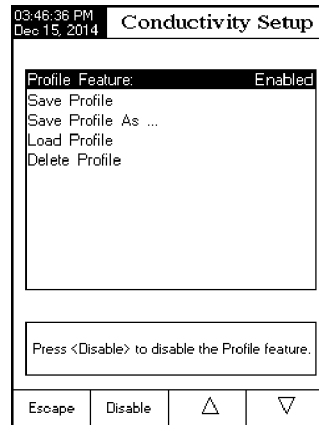 03:46:36 PM
Dec 15, 2014
Conductivity Setup
Profile Feature: Enabled
Save Profile
Save Profile As ...
Load Profile
Delete Profile
Press <Disable> to disable the Profile feature.
Escape Disable